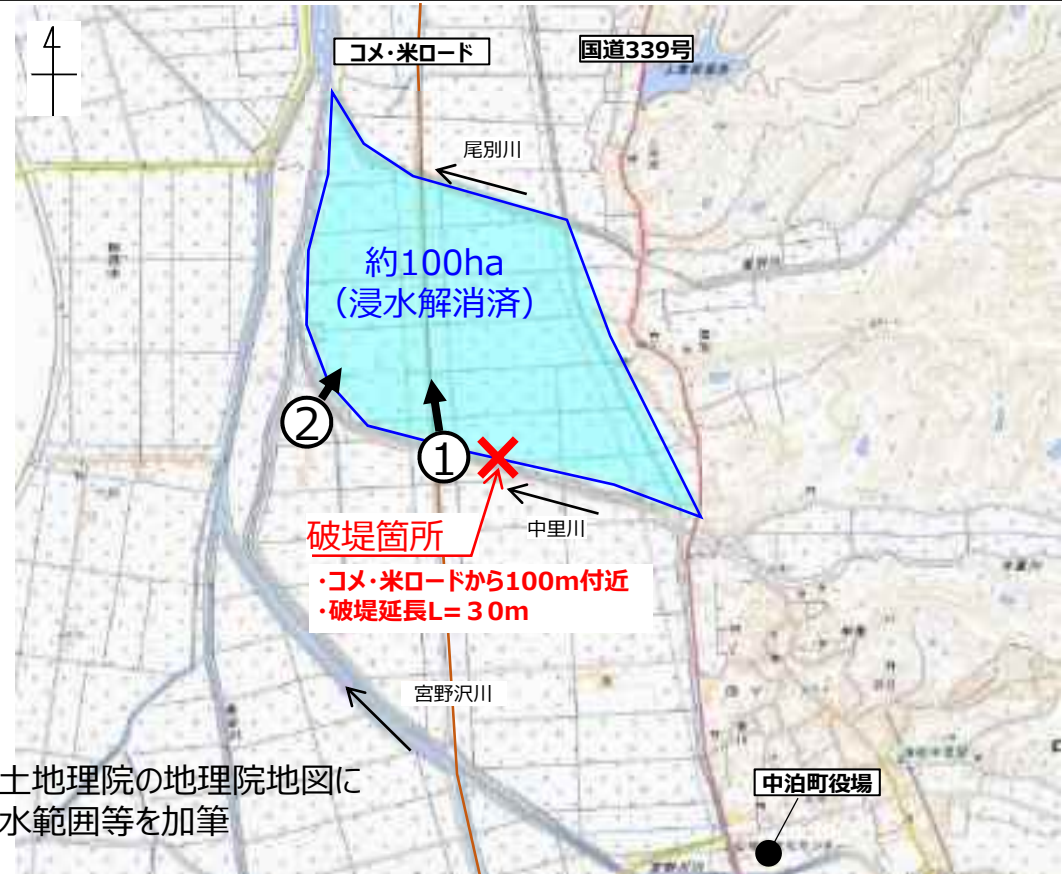 4
コメ・米ロード
国道339号
尾別川
約100ha
（浸水解消済）
②
①
中里川
破堤箇所
・コメ・米ロードから100m付近
・破堤延長L=３0m
宮野沢川
土地理院の地理院地図に
水範囲等を加筆
中泊町役場